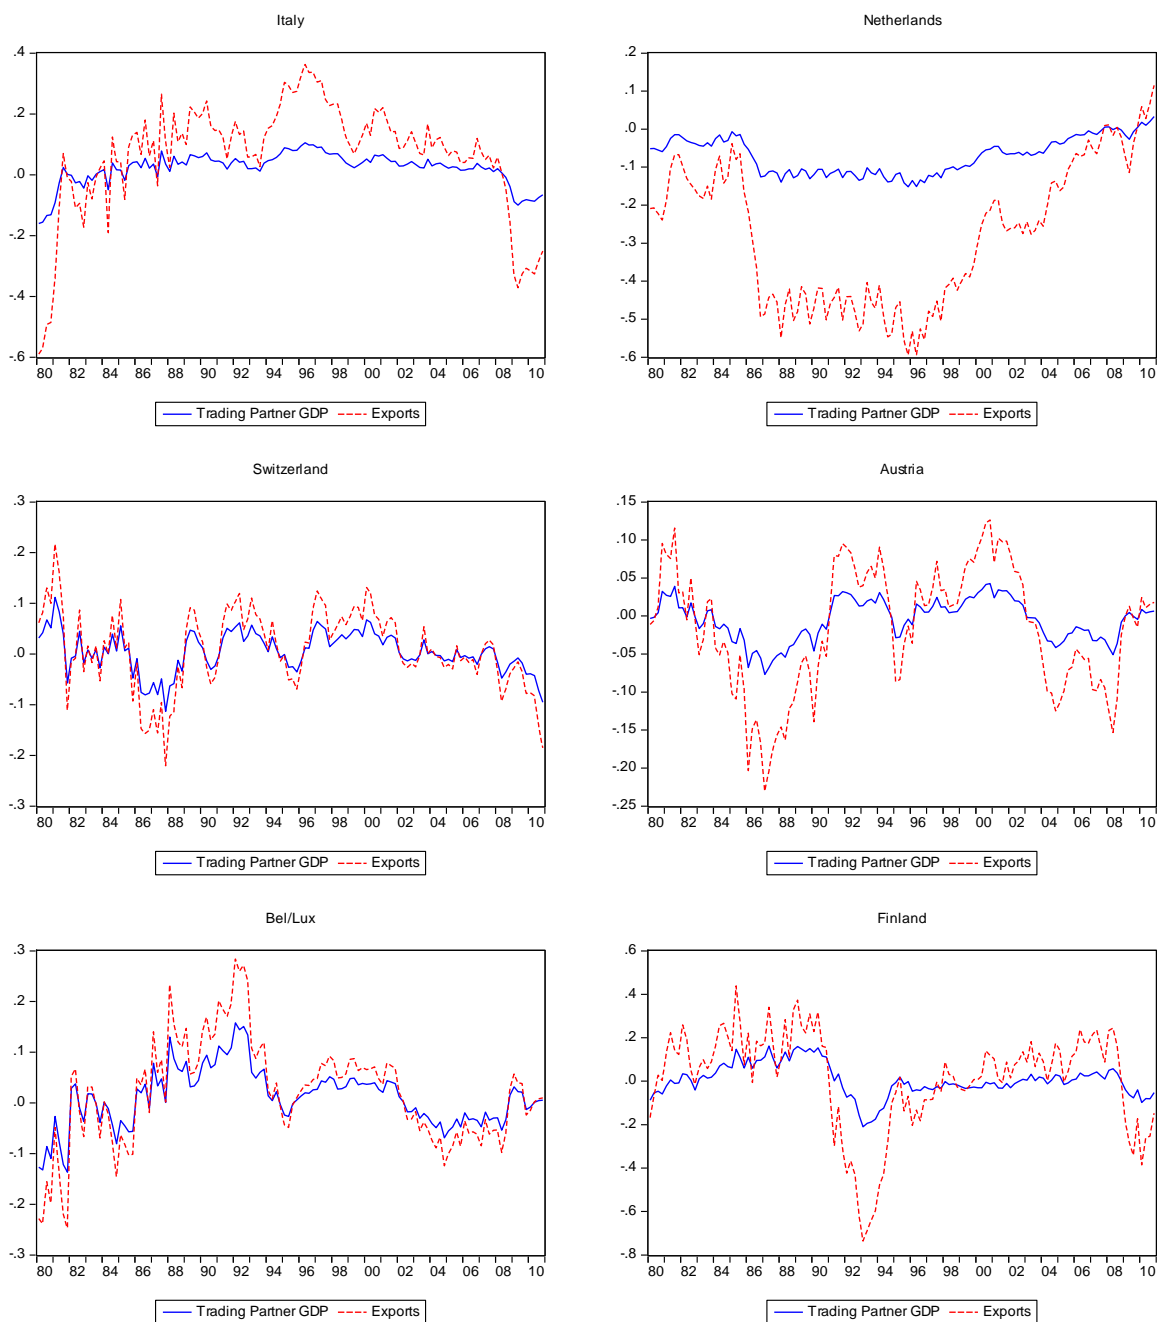 Italy
.4
.2
.0
-.2
-.4
-.6
80 82 84 86 88 90 92 94 96 98 00 02 04 06 08 10
Trading Partner GDP Exports
Netherlands
.2
.1
.0
-.1
-.2
-.3
-.4
-.5
-.6
80 82 84 86 88 90 92 94 96 98 00 02 04 06 08 10
Trading Partner GDP Exports
Switzerland
.3
.2
.1
.0
-.1
-.2
-.3
80 82 84 86 88 90 92 94 96 98 00 02 04 06 08 10
Trading Partner GDP Exports
Austria
.15
.10
.05
.00
-.05
-.10
-.15
-.20
-.25
80 82 84 86 88 90 92 94 96 98 00 02 04 06 08 10
Trading Partner GDP Exports
Bel/Lux
.3
.2
.1
.0
-.1
-.2
-.3
80 82 84 86 88 90 92 94 96 98 00 02 04 06 08 10
Trading Partner GDP Exports
Finland
.6
.4
.2
.0
-.2
-.4
-.6
-.8
80 82 84 86 88 90 92 94 96 98 00 02 04 06 08 10
Trading Partner GDP Exports